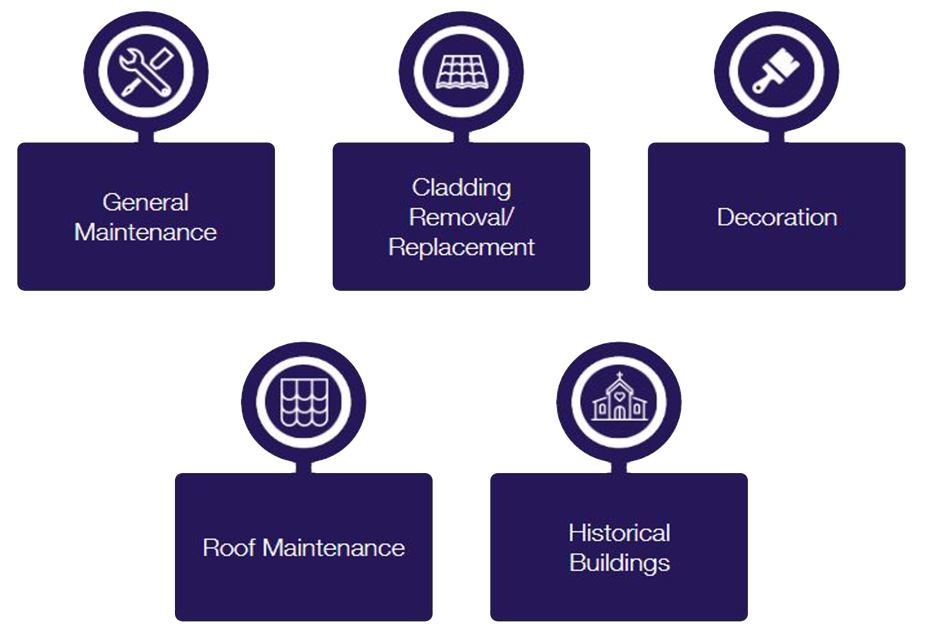 General
Maintenance
Cladding
Removal/
Replacement
Decoration
Roof Maintenance
Historical
Buildings